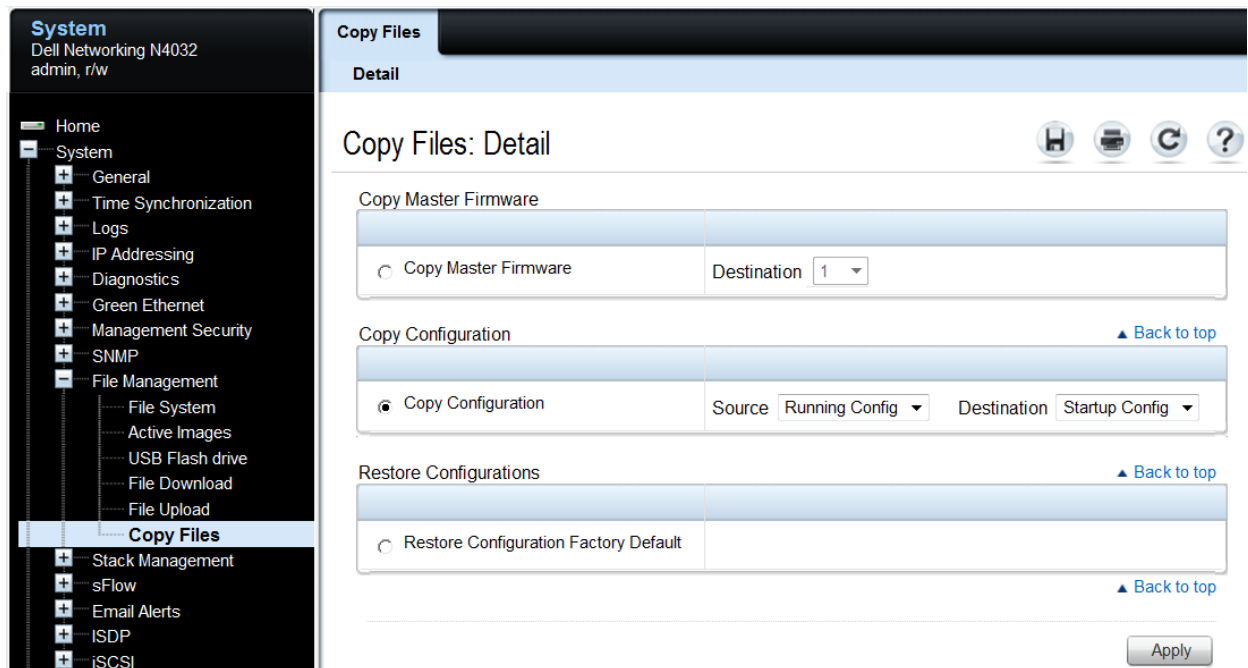 System
Dell Networking N4032
admin, r/w
Home
System
General
Time Synchronization
Logs
IP Addressing
Diagnostics
Green Ethernet
Management Security
SNMP
File Management
File System
Active Images
USB Flash drive
File Download
File Upload
Copy Files
Stack Management
sFlow
Email Alerts
ISDP
iSCSI
Copy Files
Detail
Copy Files: Detail
Copy Master Firmware
Copy Master Firmware Destination 1
Copy Configuration Back to top
Copy Configuration Source Running Config Destination Startup Config
Restore Configurations Back to top
Restore Configuration Factory Default
Back to top
Apply